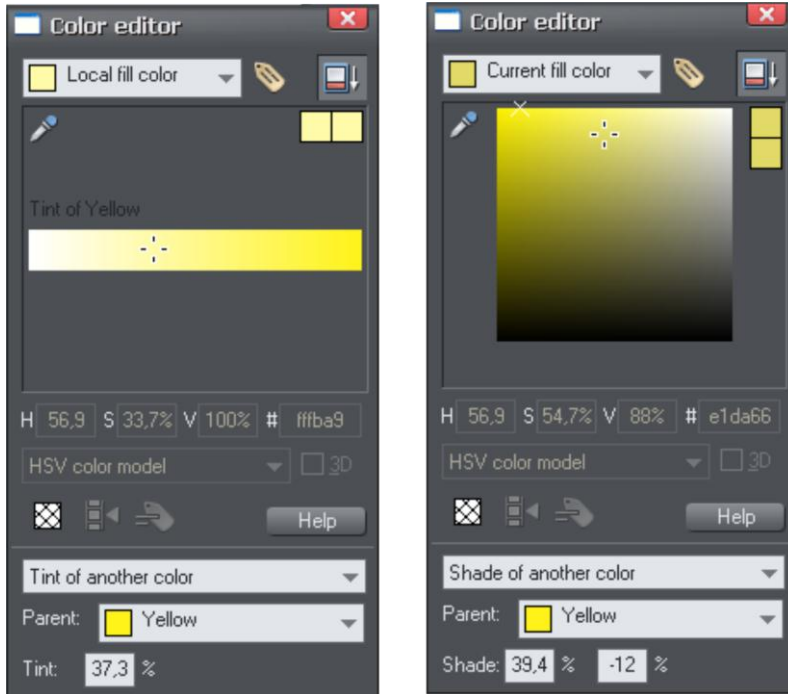 Color editor
Local fill color
Tint of Yellow
H 56,9 S 33,7% V 100% # fffba9
HSV color model 3D
Help
Tint of another color
Parent: Yellow
Tint: 37,3 %
Color editor
Current fill color
H 56,9 S 54,7% V 88% # e1da66
HSV color model 3D
Help
Shade of another color
Parent: Yellow
Shade: 39,4 % -12 %